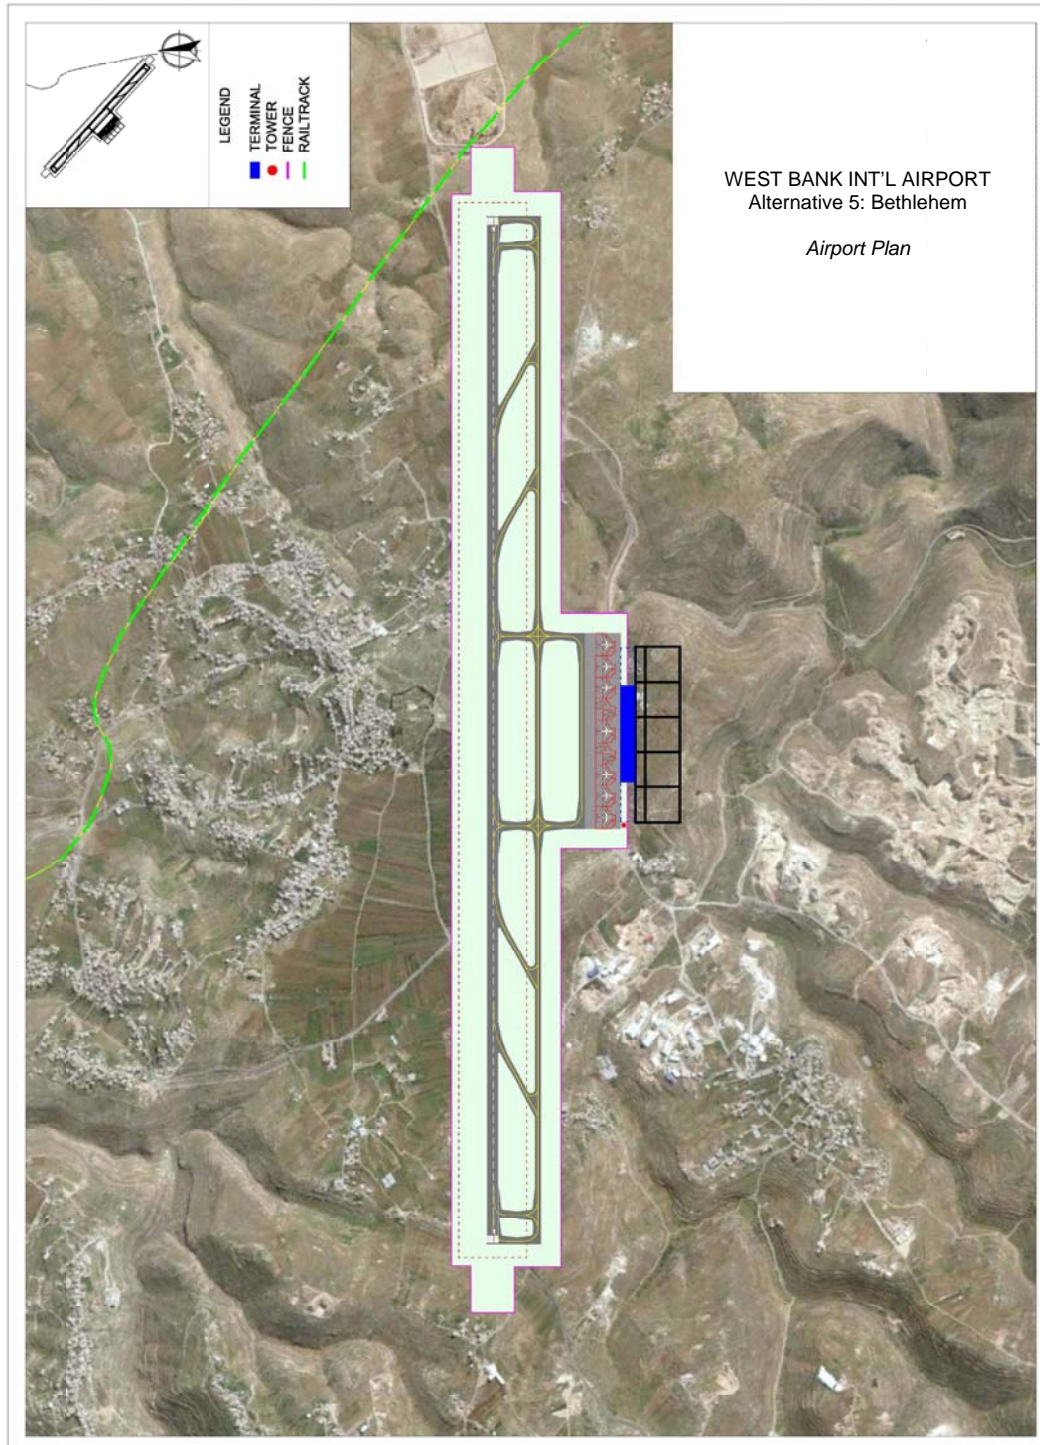 LEGEND
TERMINAL
TOWER
FENCE
RAILTRACK
WEST BANK INT'L AIRPORT
Alternative 5: Bethlehem
Airport Plan